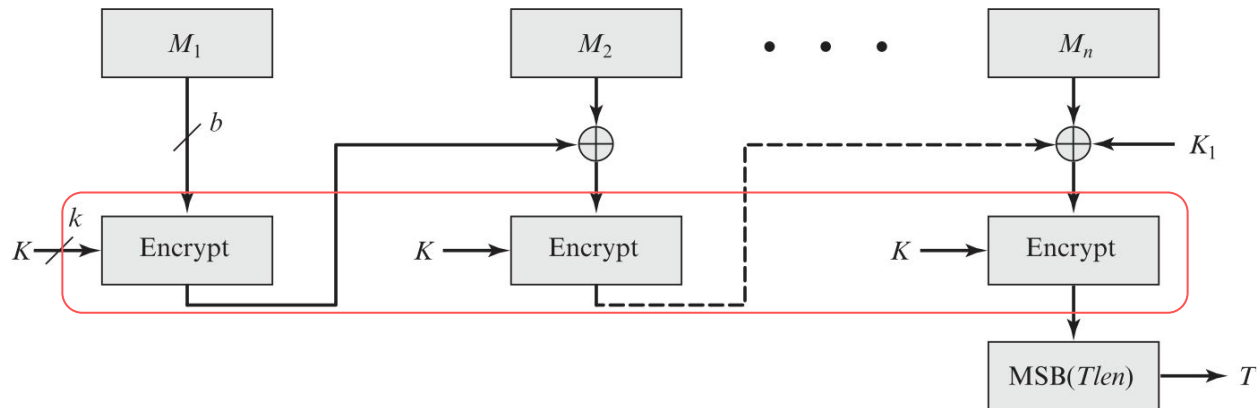 M₁ M₂ • • • Mₙ
b
K₁
k
K Encrypt K Encrypt K Encrypt
MSB(Tlen) T